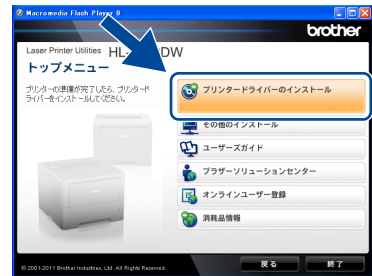 Macromedia Flash Player 8
brother
Laser Printer Utilities HL- DW
トップメニュー
プリンターの準備が完了したら、プリンタード
ライバーをインストールしてください。
プリンタードライバーのインストール
その他のインストール
ユーザーズガイド
ブラザーソリューションセンター
オンラインユーザー登録
消耗品情報
© 2001-2011 Brother Industries, Ltd. All Rights Reserved.
戻る
終了